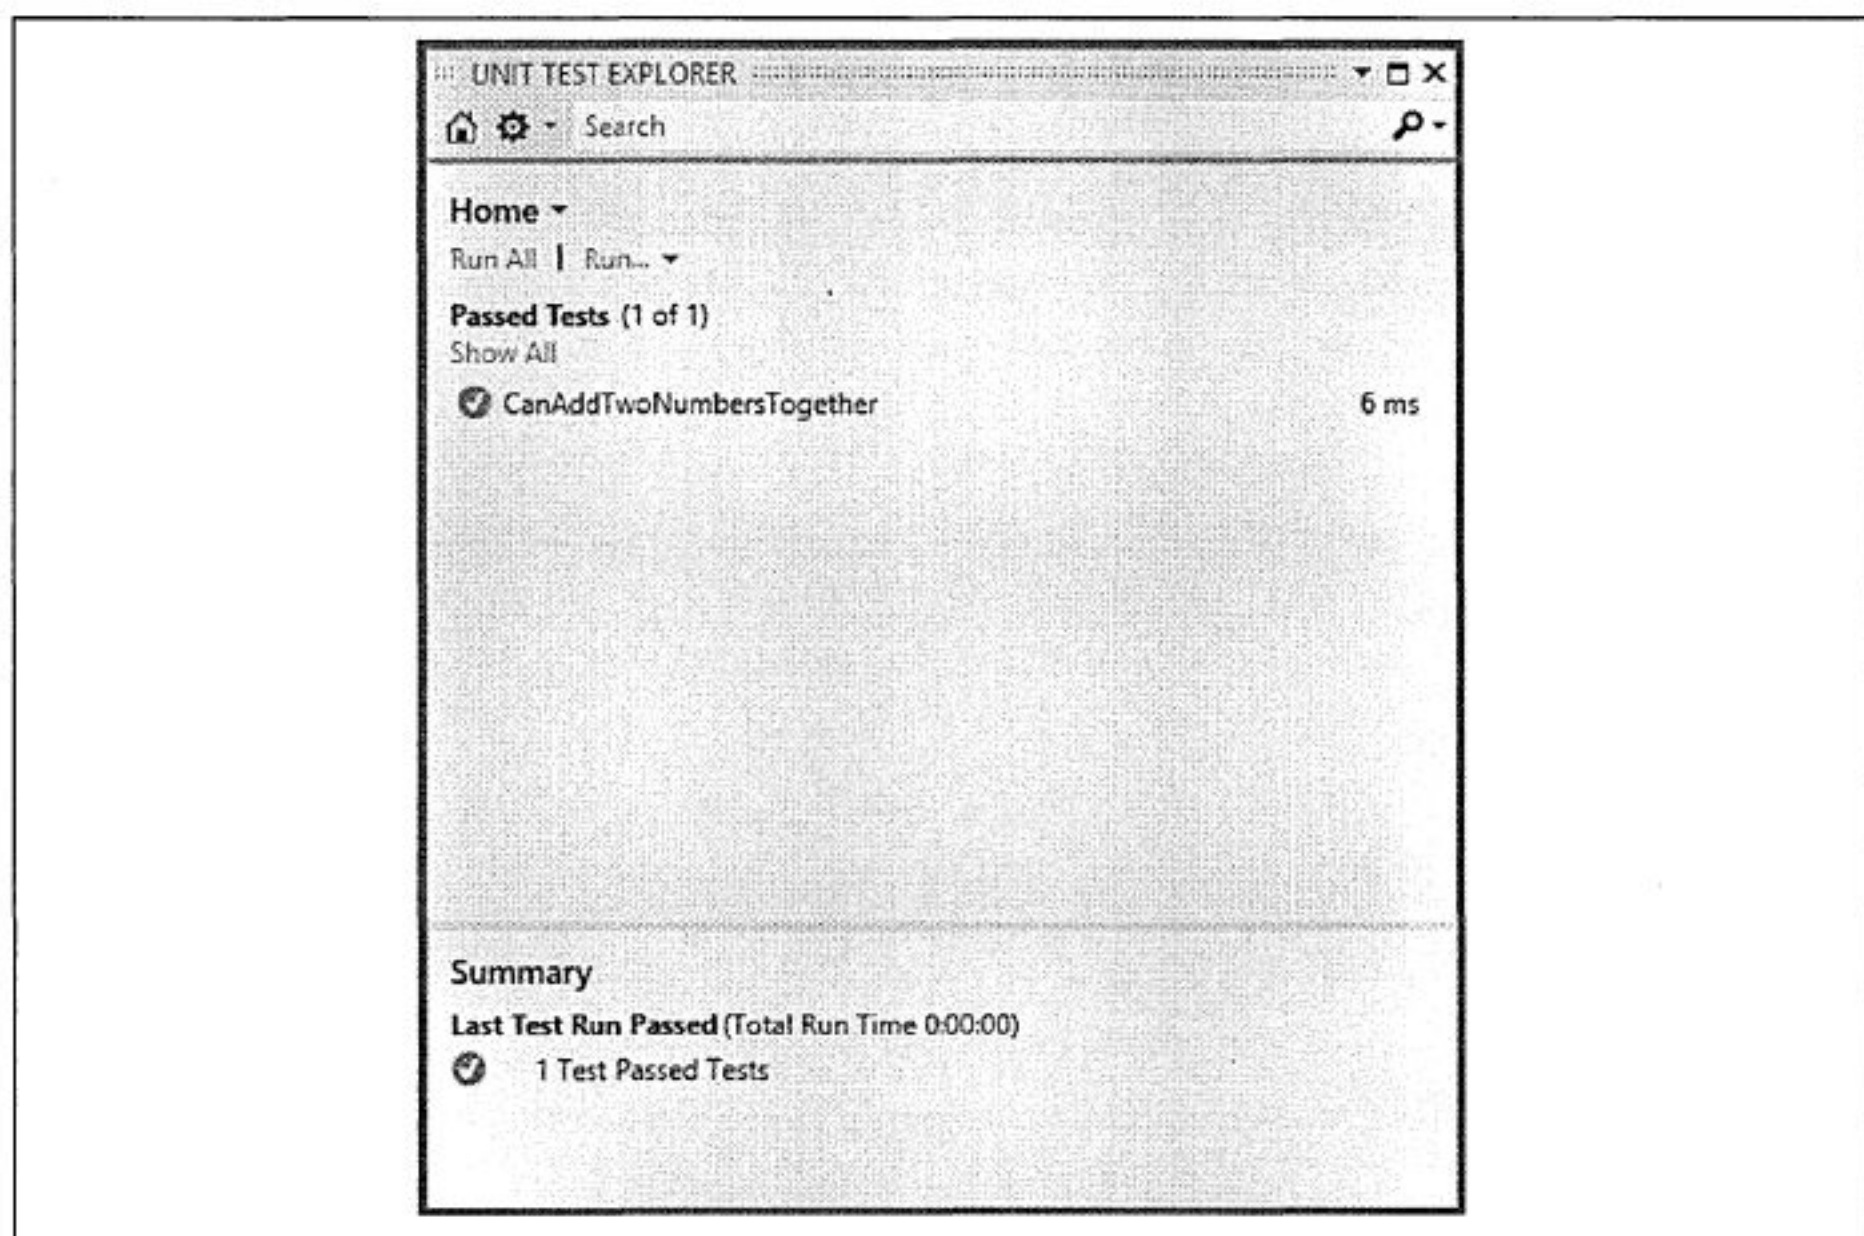 UNIT TEST EXPLORER
Search
Home
Run All | Run...
Passed Tests (1 of 1)
Show All
CanAddTwoNumbersTogether 6 ms
Summary
Last Test Run Passed (Total Run Time 0:00:00)
1 Test Passed Tests